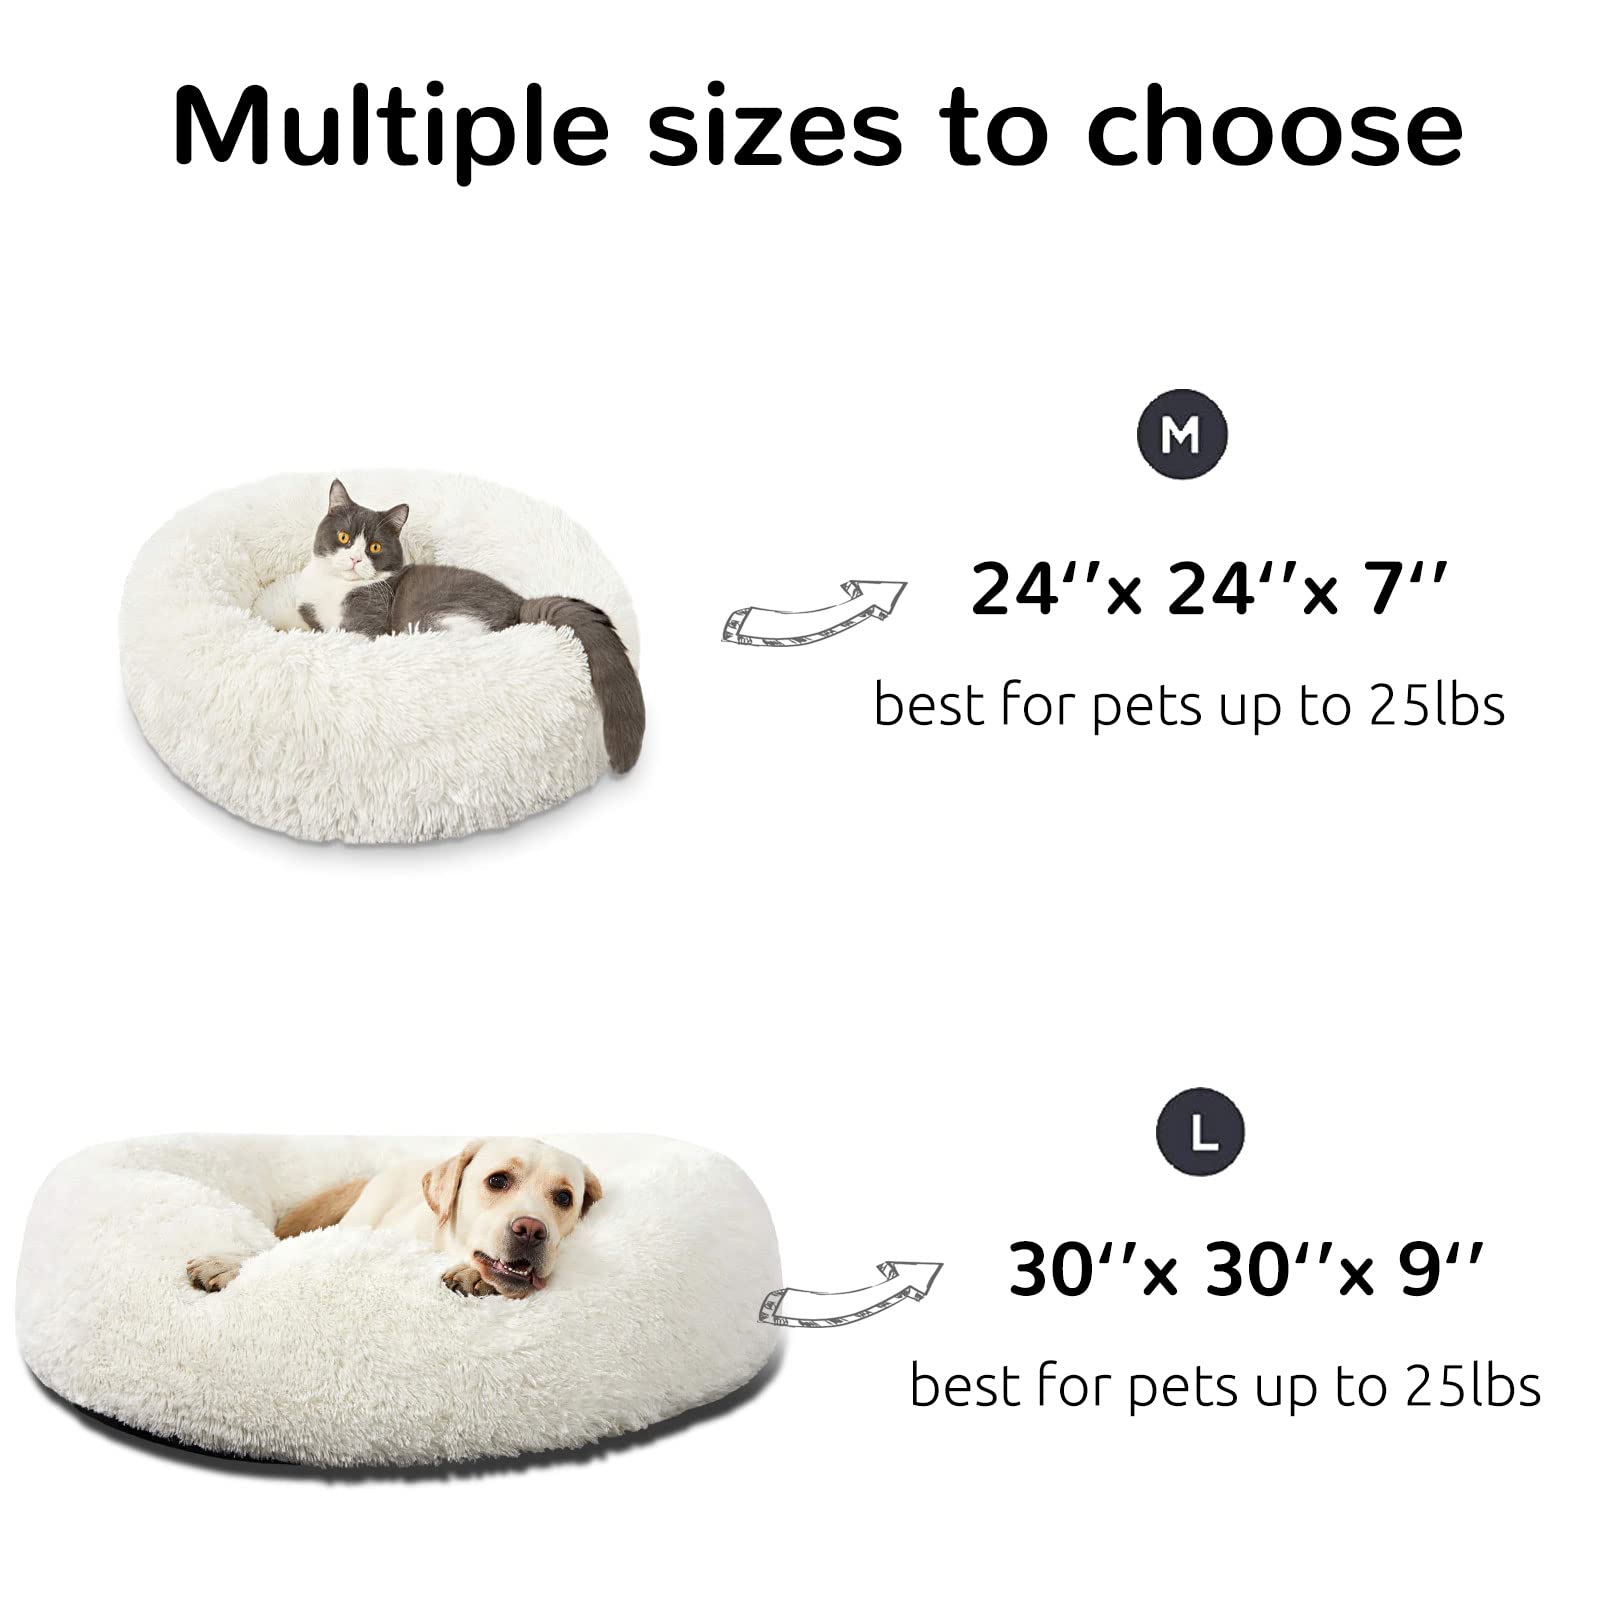 Multiple sizes to choose
M
24‘’x 24‘’x 7‘’
best for pets up to 25lbs
L
30‘’x 30‘’x 9‘’
best for pets up to 25lbs